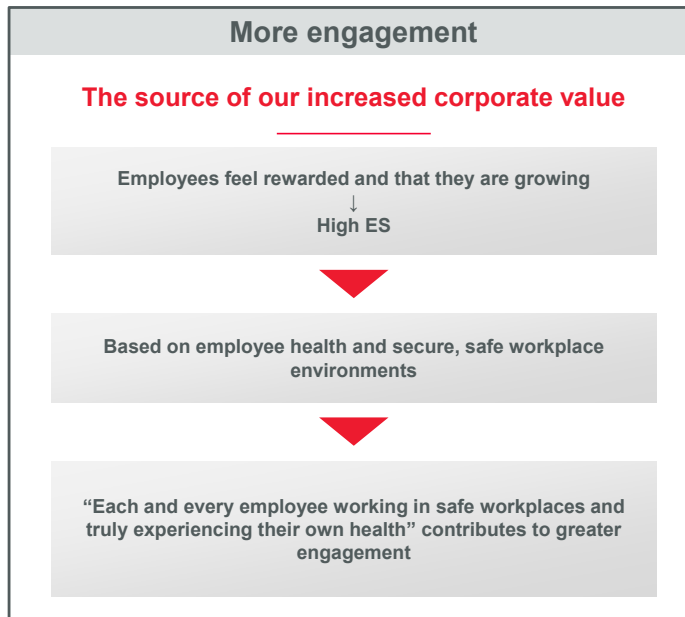 More engagement
The source of our increased corporate value
Employees feel rewarded and that they are growing
↓
High ES
Based on employee health and secure, safe workplace
environments
“Each and every employee working in safe workplaces and
truly experiencing their own health” contributes to greater
engagement